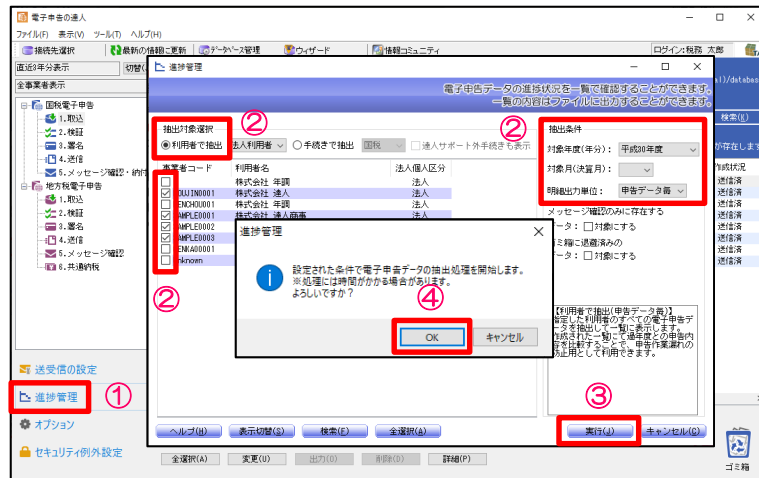 電子申告の達人
ファイル(F) 表示(V) ツール(T) ヘルプ(H)
接続先選択 最新の情報に更新 データベース管理 ウィザード 情報コミュニティ ログイン:税務 太郎
直近3年分表示 切替(
全事業者表示
国税電子申告
1.取込
2.検証
3.署名
4.送信
5.メッセージ確認・納付
地方税電子申告
1.取込
2.検証
3.署名
4.送信
5.メッセージ確認
6.共通納税
送受信の設定
進捗管理 ①
オプション
セキュリティ例外設定
進捗管理
電子申告データの進捗状況を一覧で確認することができます。
一覧の内容はファイルに出力することができます。
抽出対象選択 ②
利用者で抽出 法人利用者 手続きで抽出 国税 達人サポート外手続きも表示
事業者コード 利用者名 法人個人区分
株式会社 年調 法人
OUJIN0001 株式会社 達人 法人
ENCHOU001 株式会社 年調 法人
AMPLE0001 株式会社 達人商事 法人
AMPLE0002
AMPLE0003
ENKA00001
nknown
②
② 抽出条件
対象年度(年分): 平成30年度
対象月(決算月):
明細出力単位: 申告データ毎
メッセージ確認のみに存在する
データ: 対象にする
ゴミ箱に退避済みの
データ: 対象にする
【利用者で抽出(申告データ毎)】
指定した利用者のすべての電子申告デ
ータを抽出して一覧に表示します。
作成された一覧にて過年度との申告内
容を比較することで、申告作業漏れの
防止用として利用できます。
進捗管理
設定された条件で電子申告データの抽出処理を開始します。
※処理には時間がかかる場合があります。
よろしいですか?
④
OK キャンセル
③
ヘルプ(H) 表示切替(S) 検索(F) 全選択(A) 実行(J) キャンセル(C)
全選択(A) 変更(U) 出力(O) 削除(D) 詳細(P)
al)/databas
検索(K)
が存在しま
作成状況
送信済
送信済
送信済
送信済
送信済
送信済
送信済
ゴミ箱